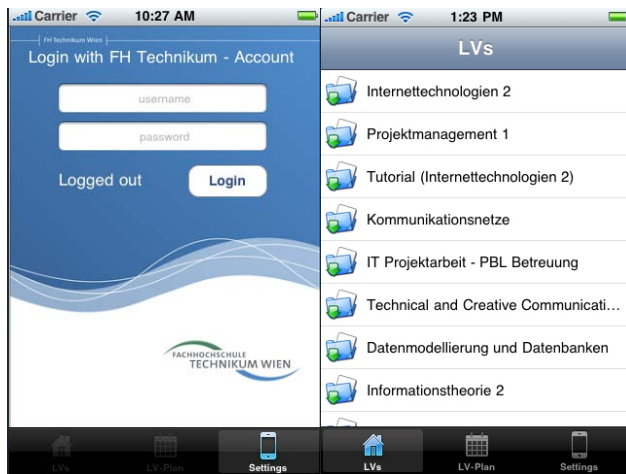 Carrier 10:27 AM
FH Technikum Wien
Login with FH Technikum - Account
username
password
Logged out Login
FACHHOCHSCHULE
TECHNIKUM WIEN
LVs LV-Plan Settings
Carrier 1:23 PM
LVs
Internettechnologien 2
Projektmanagement 1
Tutorial (Internettechnologien 2)
Kommunikationsnetze
IT Projektarbeit - PBL Betreuung
Technical and Creative Communicati...
Datenmodellierung und Datenbanken
Informationstheorie 2
LVs LV-Plan Settings